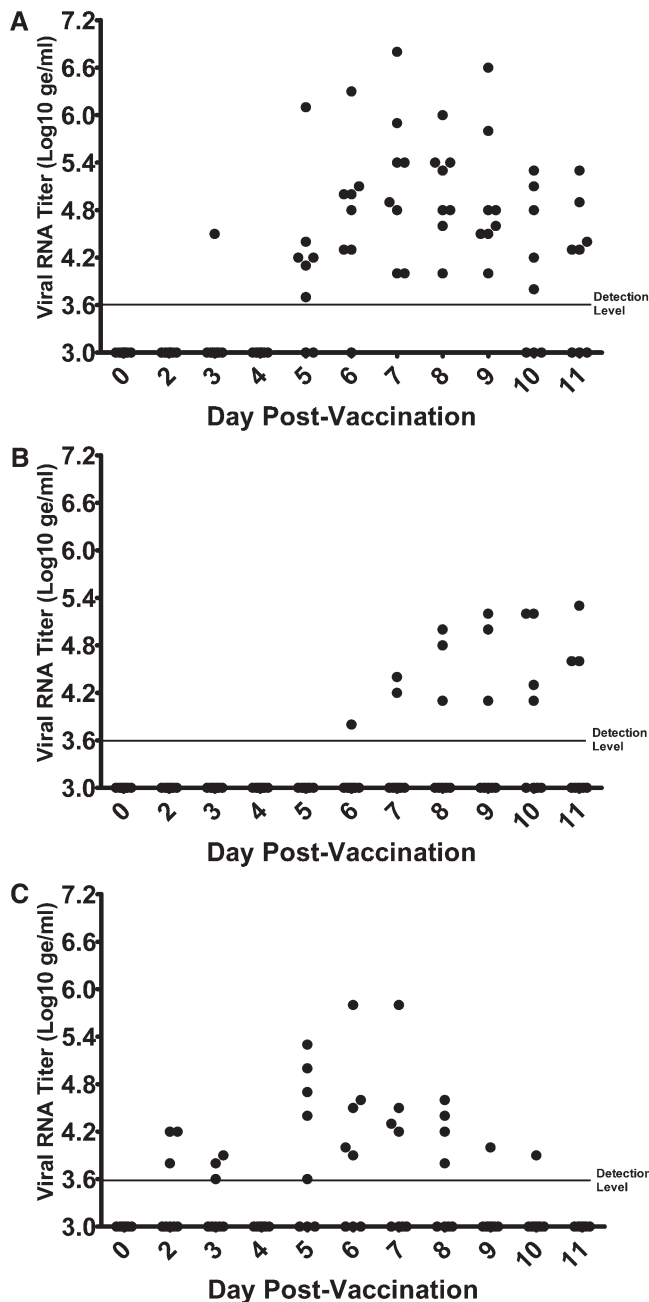 A
Viral RNA Titer (Log10 ge/ml)
7.2
6.6
6.0
5.4
4.8
4.2
3.6
3.0
Detection
Level
0 2 3 4 5 6 7 8 9 10 11
Day Post-Vaccination
B
Viral RNA Titer (Log10 ge/ml)
7.2
6.6
6.0
5.4
4.8
4.2
3.6
3.0
Detection
Level
0 2 3 4 5 6 7 8 9 10 11
Day Post-Vaccination
C
Viral RNA Titer (Log10 ge/ml)
7.2
6.6
6.0
5.4
4.8
4.2
3.6
3.0
Detection
Level
0 2 3 4 5 6 7 8 9 10 11
Day Post-Vaccination